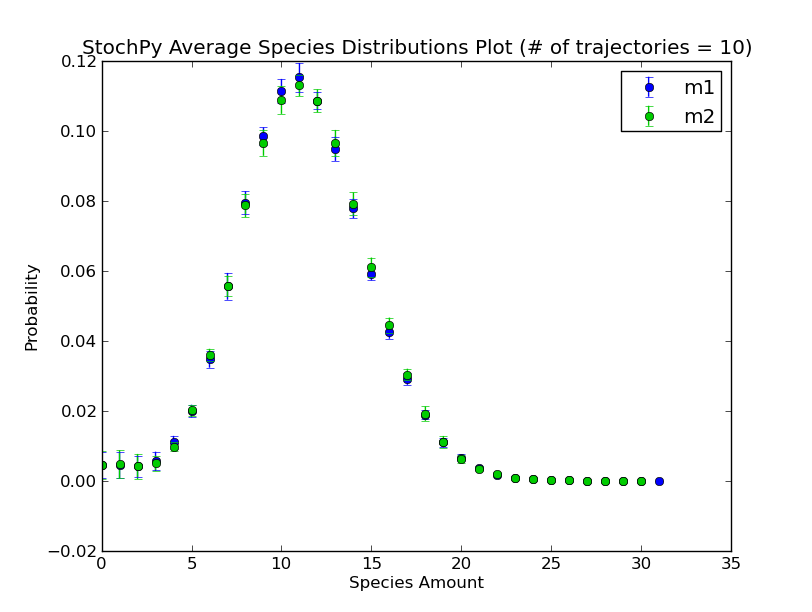 StochPy Average Species Distributions Plot (# of trajectories = 10)
m1
m2
0.12
0.10
0.08
0.06
0.04
0.02
0.00
−0.02
Probability
0 5 10 15 20 25 30 35
Species Amount